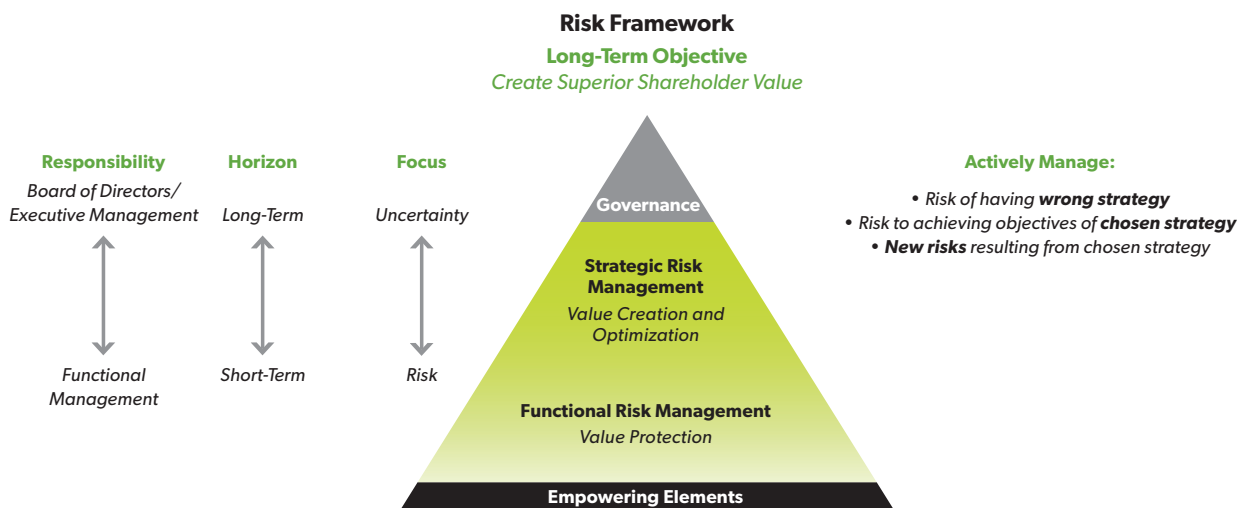 Risk Framework
Long-Term Objective
Create Superior Shareholder Value
Responsibility
Board of Directors/
Executive Management
Functional
Management
Horizon
Long-Term
Short-Term
Focus
Uncertainty
Risk
Governance
Strategic Risk
Management
Value Creation and
Optimization
Functional Risk Management
Value Protection
Empowering Elements
Actively Manage:
• Risk of having wrong strategy
• Risk to achieving objectives of chosen strategy
• New risks resulting from chosen strategy